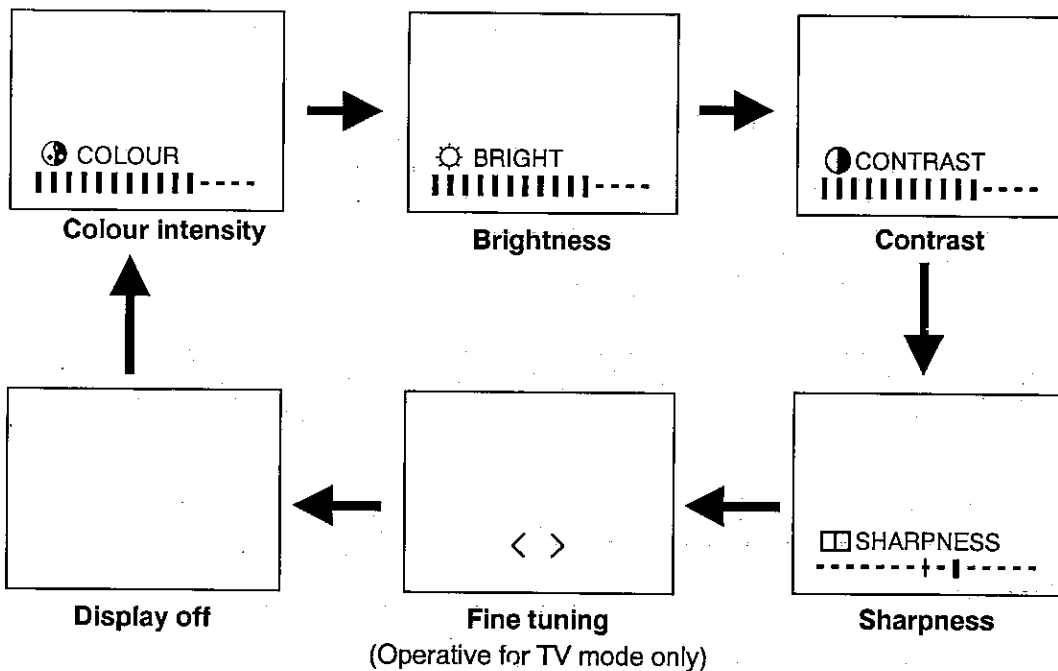 COLOUR
Colour intensity
BRIGHT
Brightness
CONTRAST
Contrast
Display off
< >
Fine tuning
(Operative for TV mode only)
SHARPNESS
Sharpness